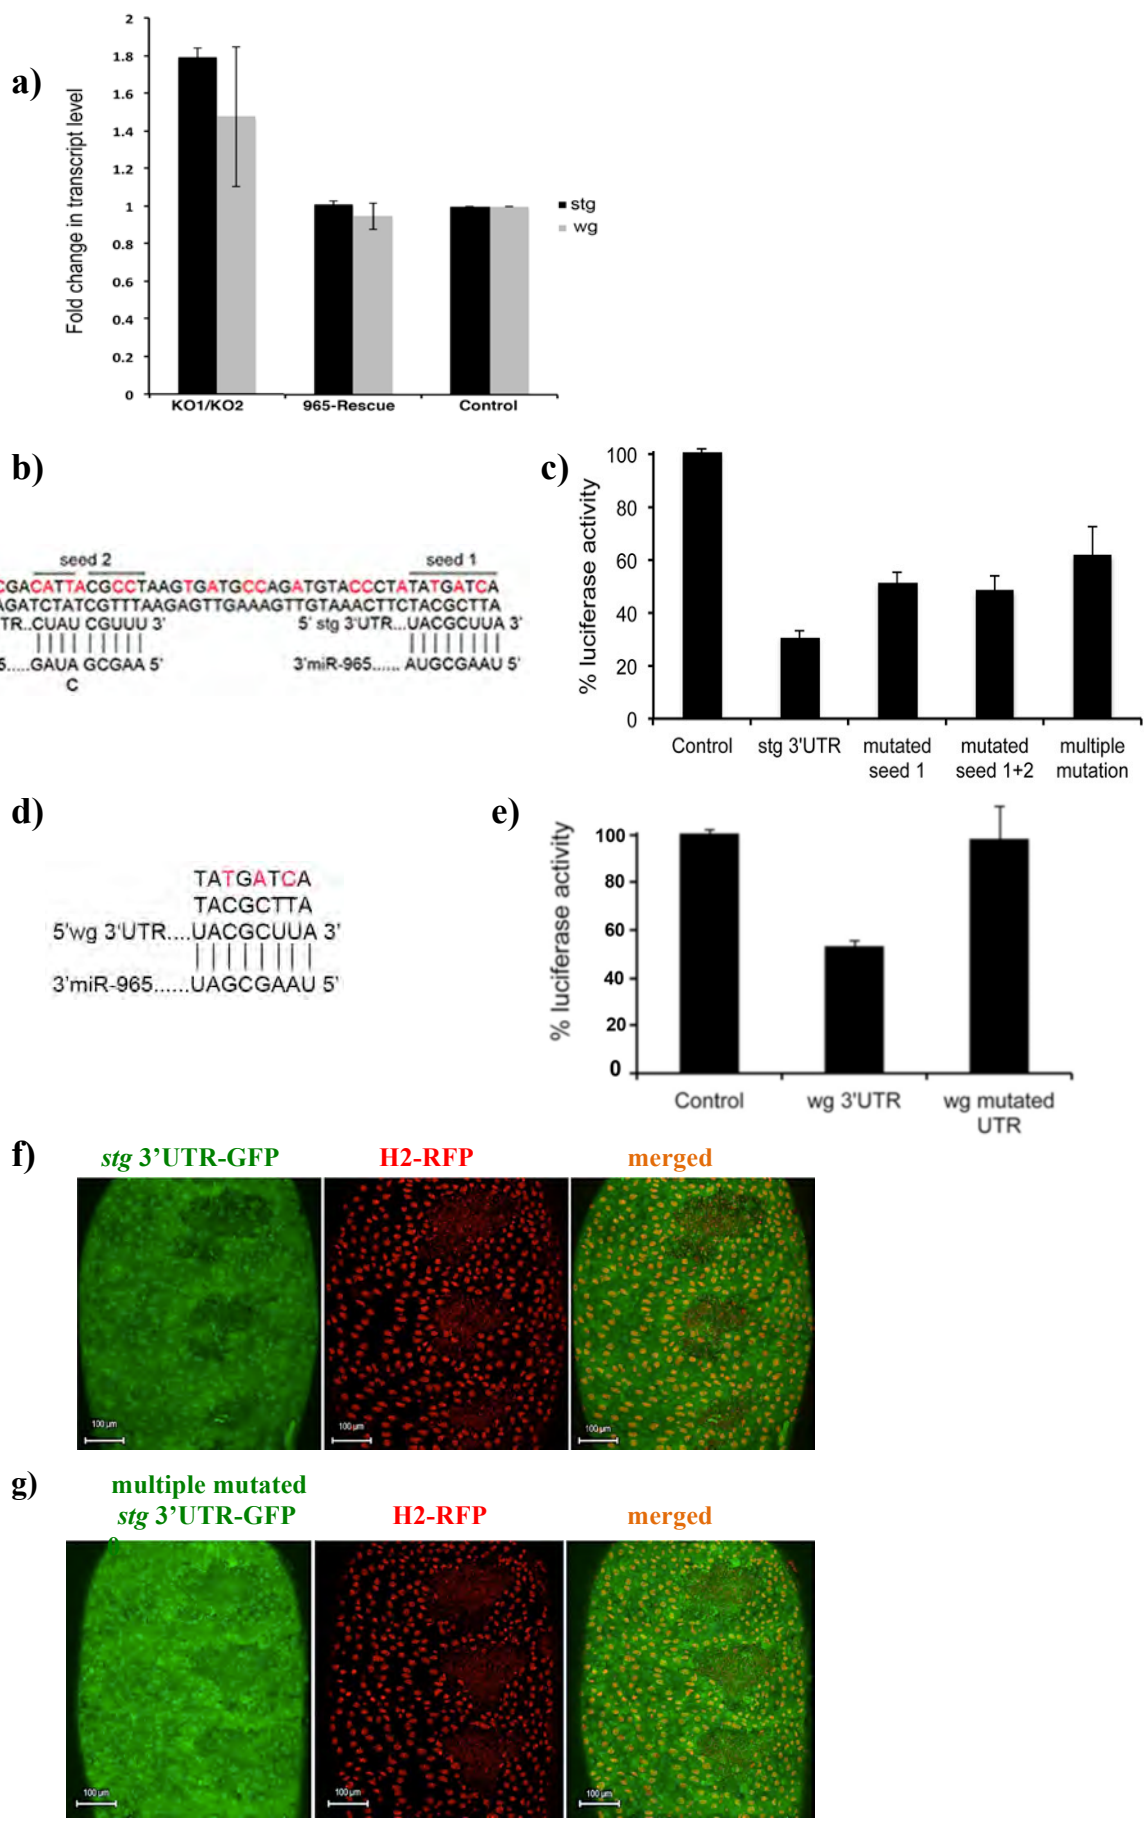 a)
Fold change in transcript level
2
1.8
1.6
1.4
1.2
1
0.8
0.6
0.4
0.2
0
KO1/KO2
965-Rescue
Control
stg
wg
b)
seed 2
seed 1
CGACATTACGCCTAAGTGATGCCAGATGTACCCCTATATGATCA
AGATCTATCGTTTAAGAGTTGAAAGTTGTAAACTTCTACGCTTA
TR..CUAU CGUUU 3'
5' stg 3'UTR...UACGCUUA 3'
5.....GAUA GCGAA 5'
3'miR-965...... AUGCGAAU 5'
C
c)
% luciferase activity
100
80
60
40
20
0
Control
stg 3'UTR
mutated seed 1
mutated seed 1+2
multiple mutation
d)
TATGATCA
TACGCTTA
5'wg 3'UTR....UACGCUUA 3'
3'miR-965......UAGCGAAU 5'
e)
% luciferase activity
100
80
60
40
20
0
Control
wg 3'UTR
wg mutated UTR
f)
stg 3’UTR-GFP
H2-RFP
merged
100 µm
100 µm
100 µm
g)
multiple mutated
stg 3’UTR-GFP
H2-RFP
merged
100 µm
100 µm
100 µm